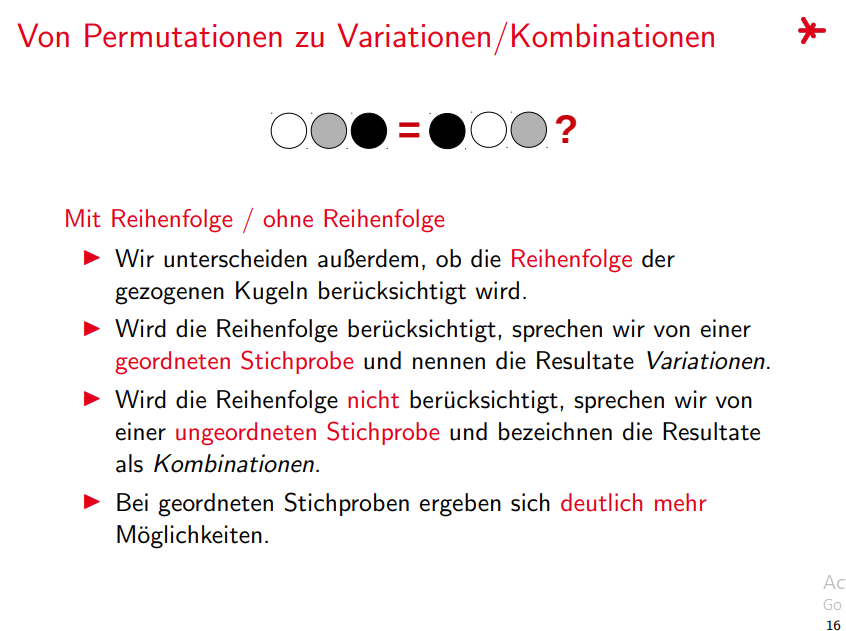 Von Permutationen zu Variationen/Kombinationen
= ?
Mit Reihenfolge / ohne Reihenfolge
Wir unterscheiden außerdem, ob die Reihenfolge der
gezogenen Kugeln berücksichtigt wird.
Wird die Reihenfolge berücksichtigt, sprechen wir von einer
geordneten Stichprobe und nennen die Resultate Variationen.
Wird die Reihenfolge nicht berücksichtigt, sprechen wir von
einer ungeordneten Stichprobe und bezeichnen die Resultate
als Kombinationen.
Bei geordneten Stichproben ergeben sich deutlich mehr
Möglichkeiten.
Ac
Go
16